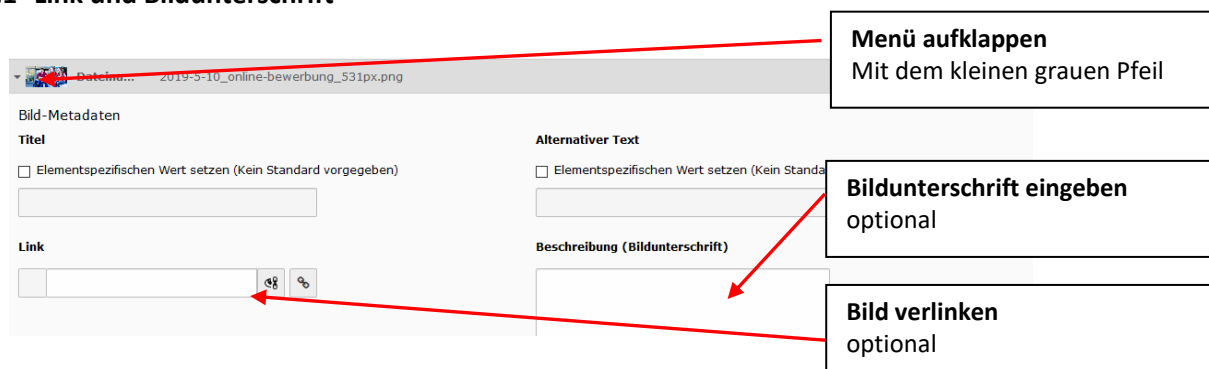 Link und Bildunterschrift
Menü aufklappen
Mit dem kleinen grauen Pfeil
Dateina... 2019-5-10_online-bewerbung_531px.png
Bild-Metadaten
Titel
Alternativer Text
Elementspezifischen Wert setzen (Kein Standard vorgegeben)
Elementspezifischen Wert setzen (Kein Standa
Bildunterschrift eingeben
optional
Link
Beschreibung (Bildunterschrift)
Bild verlinken
optional